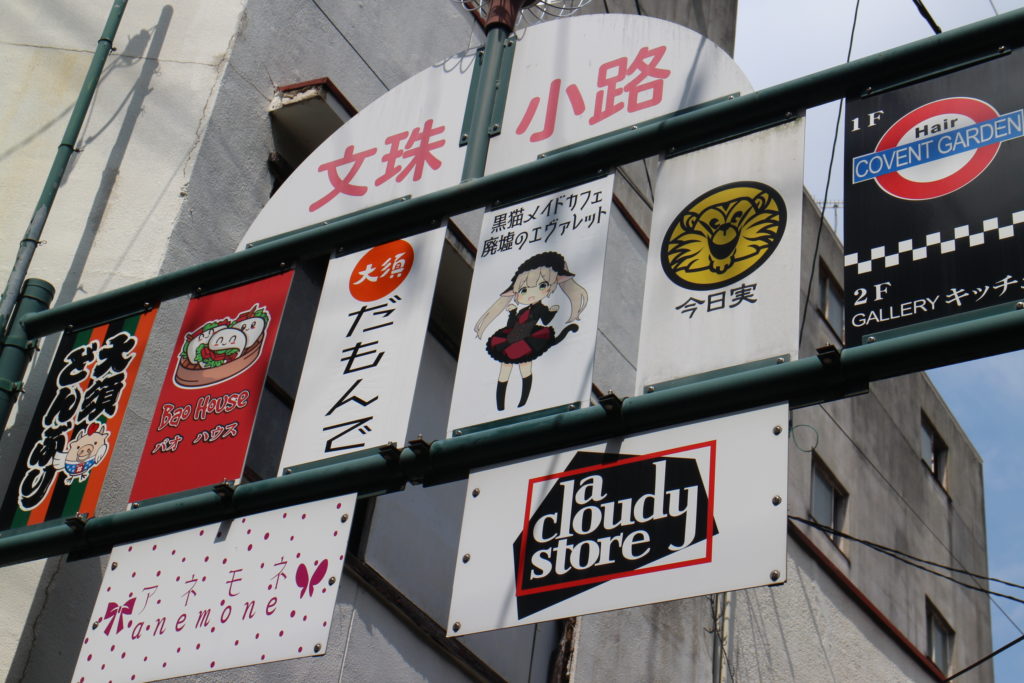 文珠小路
大須
どんぶり
Bao House
バオ ハウス
大須
だもんで
黒猫メイドカフェ
廃墟のエヴァレット
今日実
1F
Hair
COVENT GARDEN
2F
GALLERY キッチ
アネモネ
anemone
la
cloudy
store